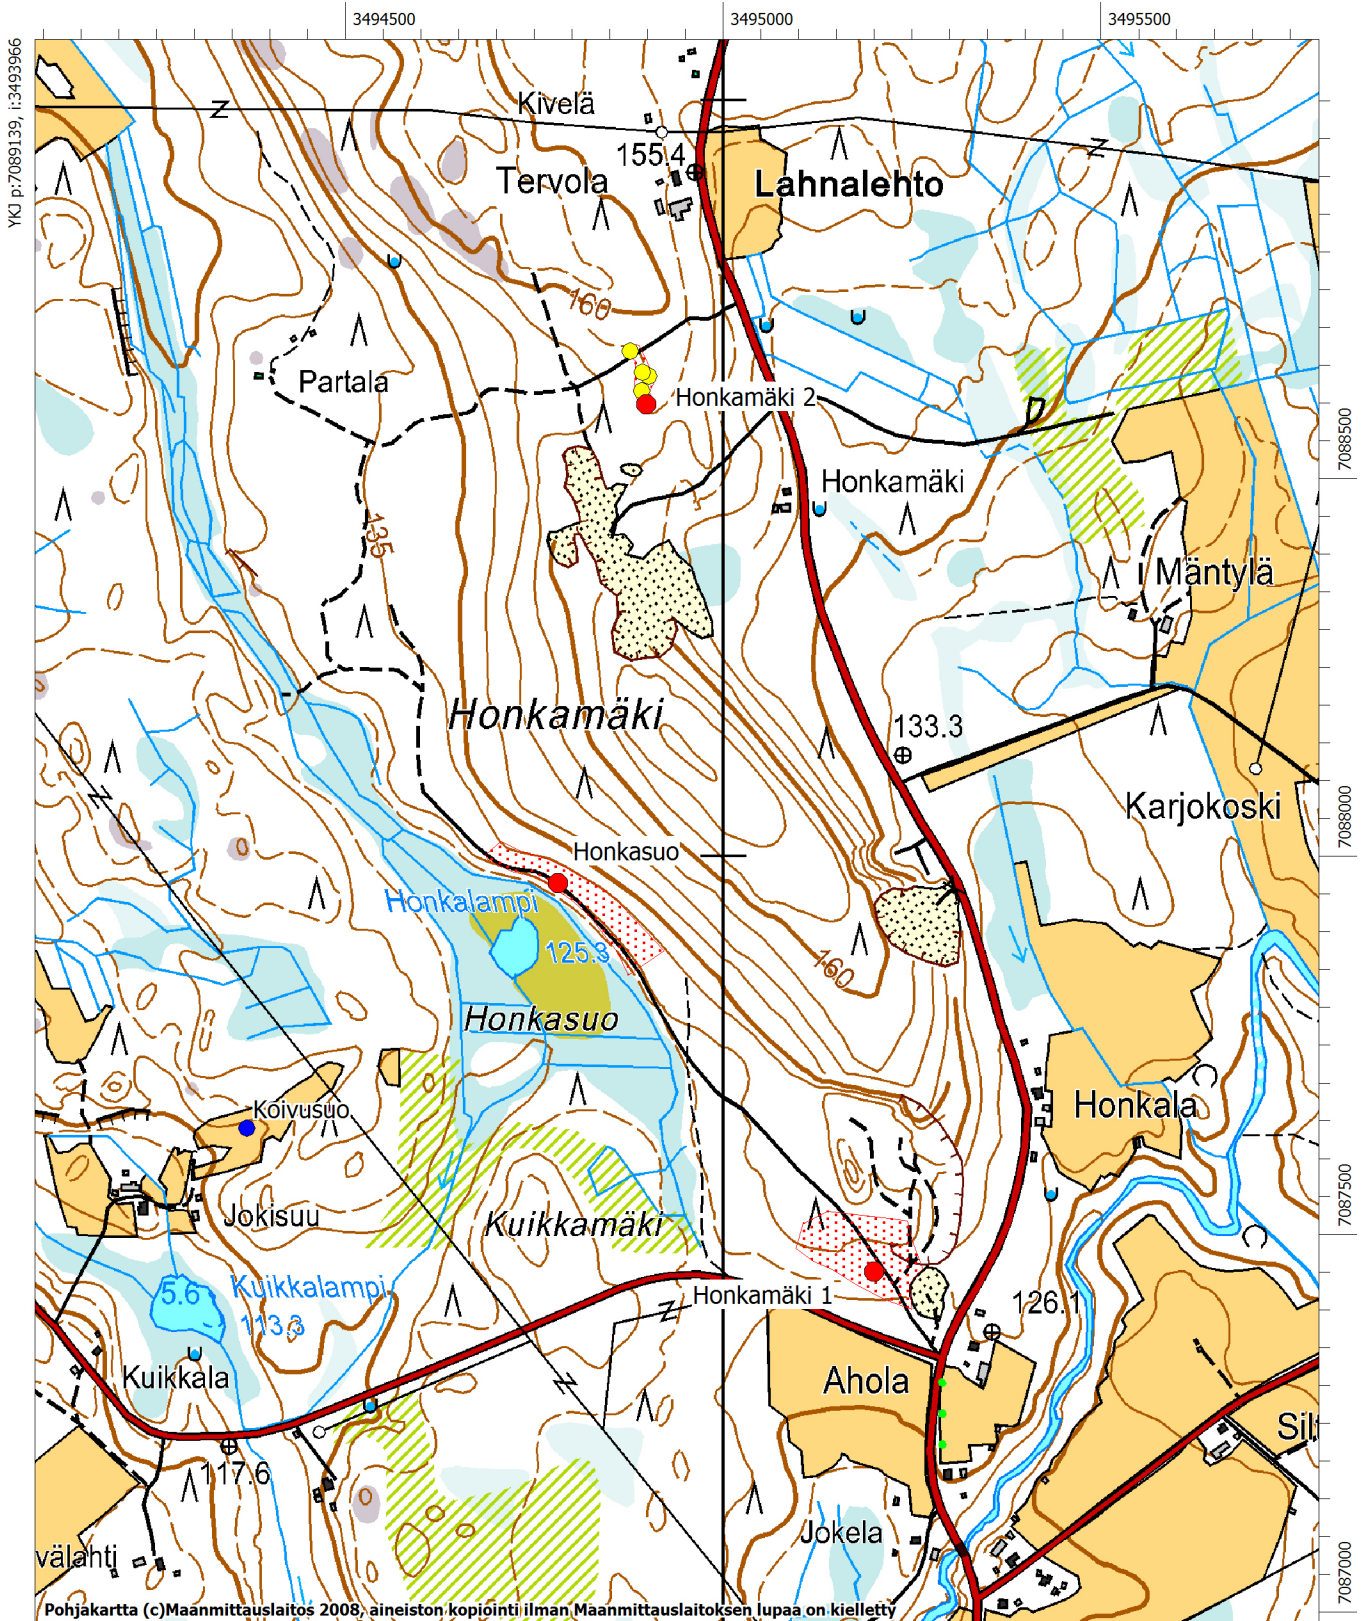 3494500
3495000
3495500
YKJ p:7089139, i:3493966
Kivelä
155.4
Tervola
Lahnalehto
160
Partala
Honkamäki 2
7088500
Honkamäki
135
Mäntylä
Honkamäki
133.3
Karjokoski
7088000
Honkasuo
Honkalampi
125.3
160
Honkasuo
Koivusuo
Honkala
Jokisuu
Kuikkamäki
7087500
5.6
Kuikkalampi
113.3
Honkamäki 1
126.1
Kuikkala
Ahola
Sil
117.6
Jokela
välahti
7087000
Pohjakartta (c)Maanmittauslaitos 2008, aineiston kopiointi ilman Maanmittauslaitoksen lupaa on kielletty